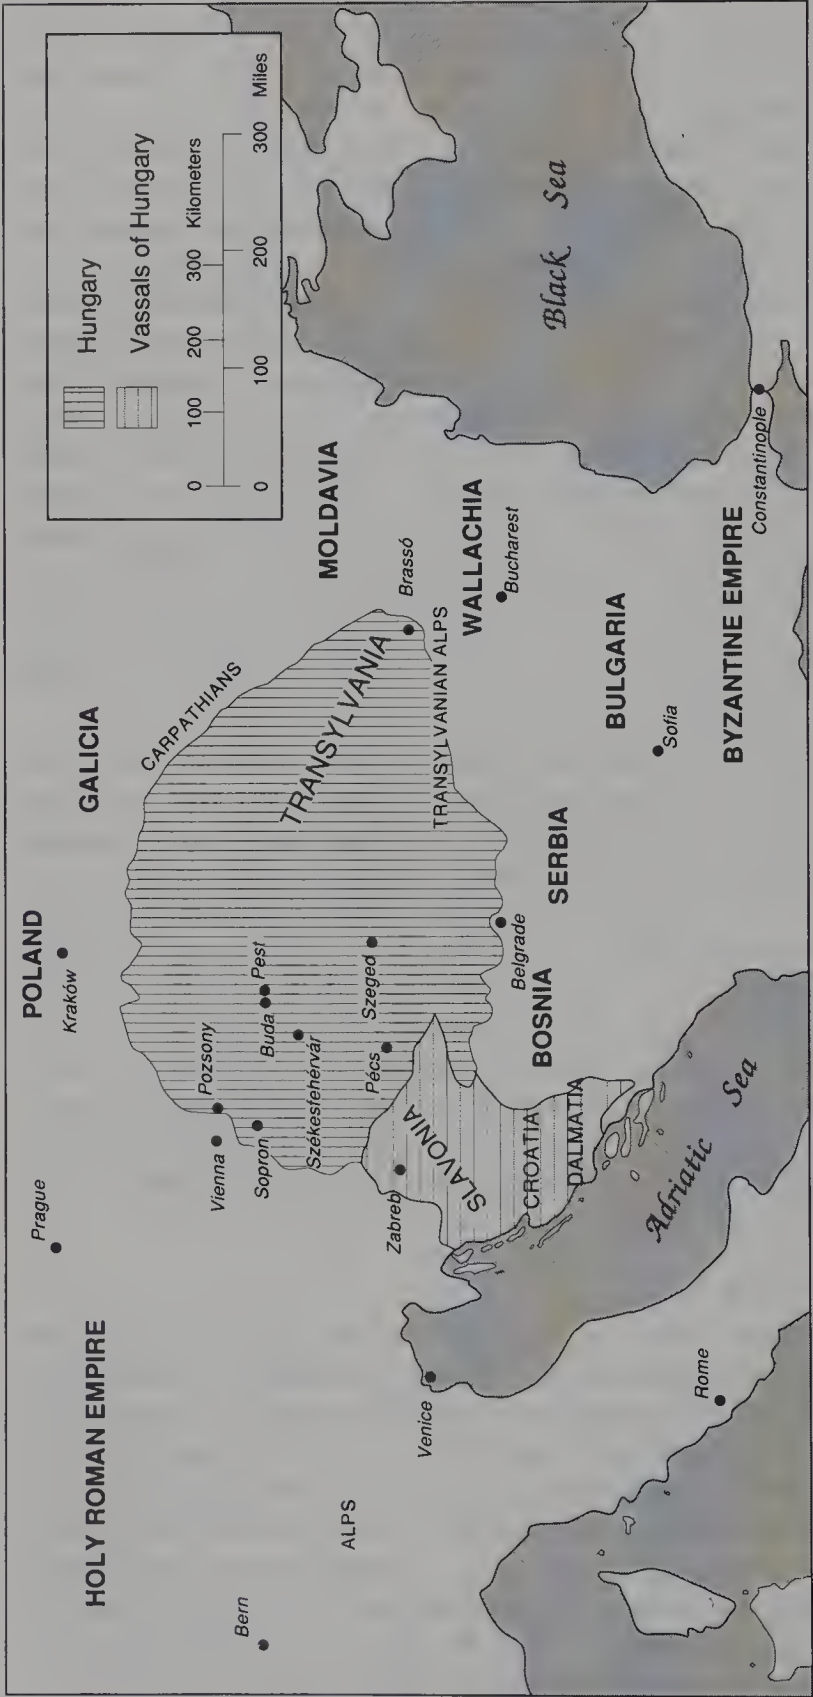 HOLY ROMAN EMPIRE
Prague
POLAND
Kraków
GALICIA
CARPATHIANS
Bern
ALPS
Vienna
Pozsony
Sopron
Buda
Pest
Székesfehérvár
Pécs
Szeged
TRANSYLVANIA
Brassó
MOLDAVIA
TRANSYLVANIAN ALPS
WALLACHIA
Bucharest
Venice
Zabreb
SLAVONIA
CROATIA
DALMATIA
BOSNIA
Belgrade
SERBIA
BULGARIA
Sofia
BYZANTINE EMPIRE
Constantinople
Rome
Adriatic Sea
Black Sea
Hungary
Vassals of Hungary
0 100 200 300 Kilometers
0 100 200 300 Miles